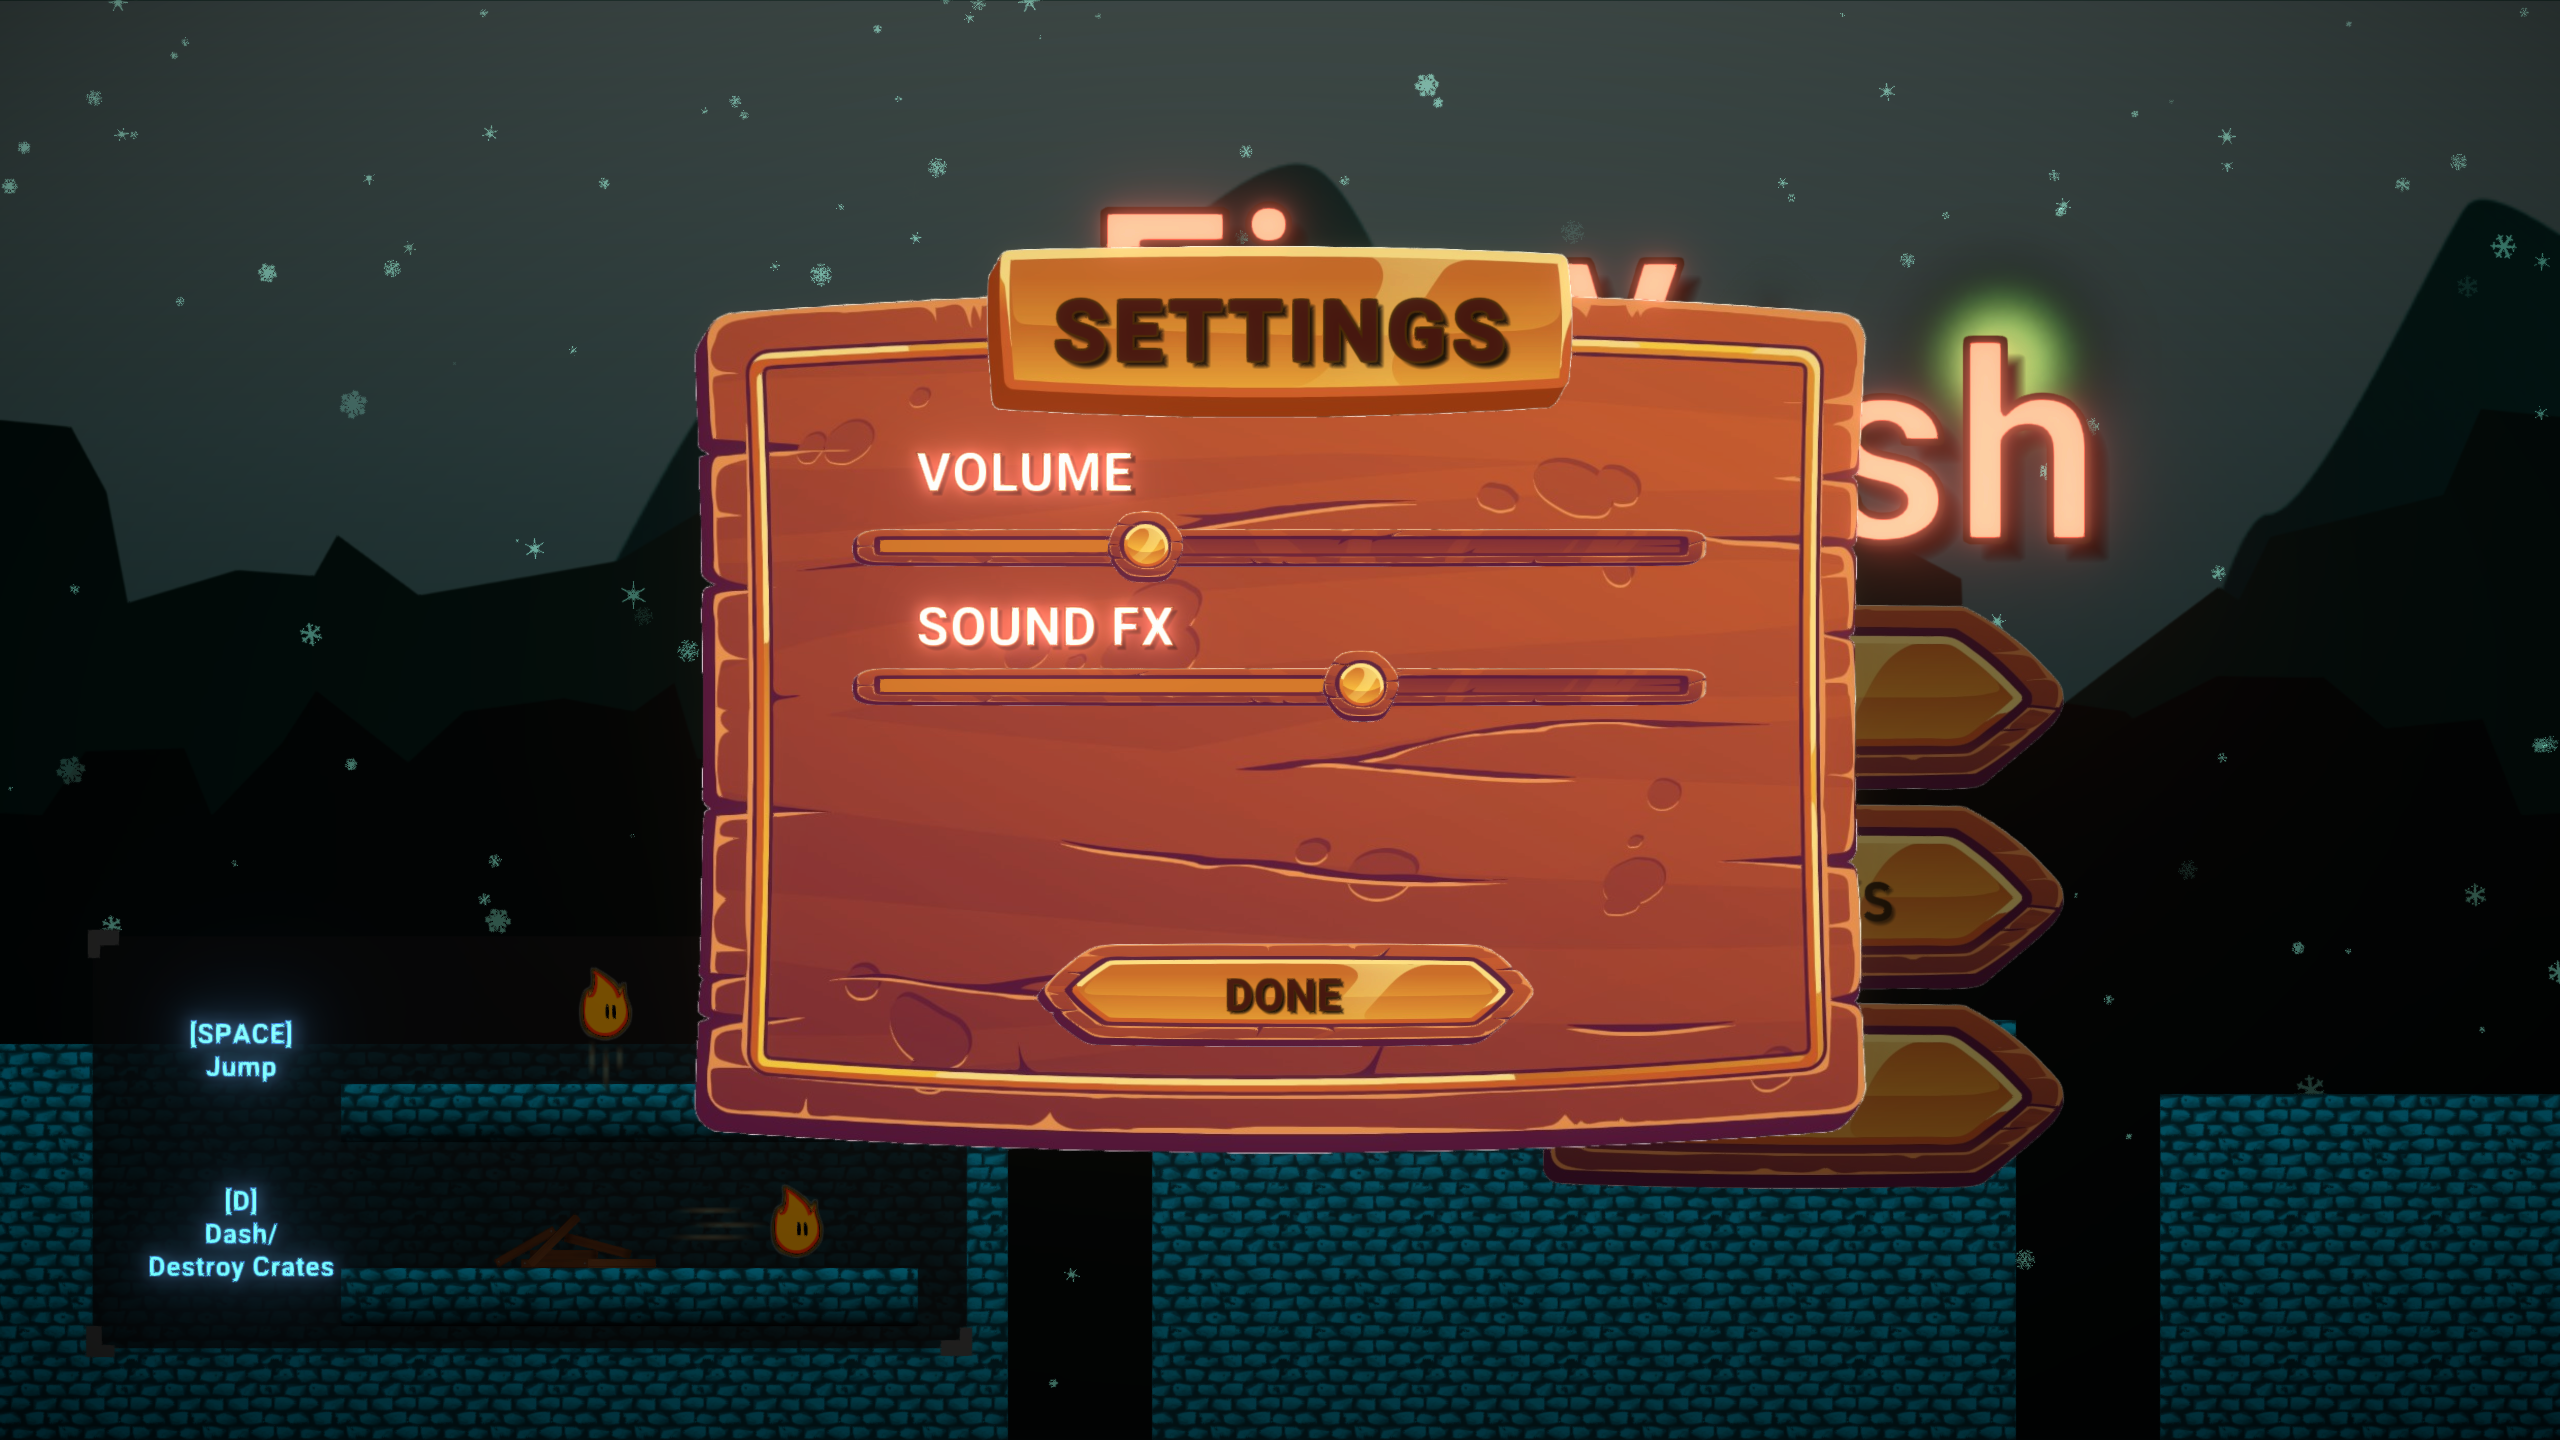 SETTINGS
sh
VOLUME
SOUND FX
S
DONE
[SPACE]
Jump
[D]
Dash/
Destroy Crates